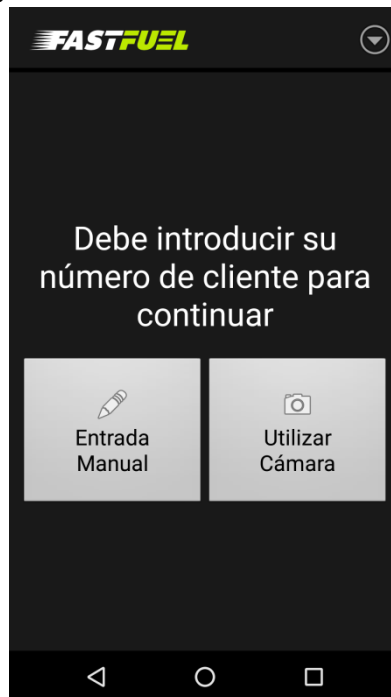 FASTFUEL
Debe introducir su
número de cliente para
continuar
Entrada
Manual
Utilizar
Cámara